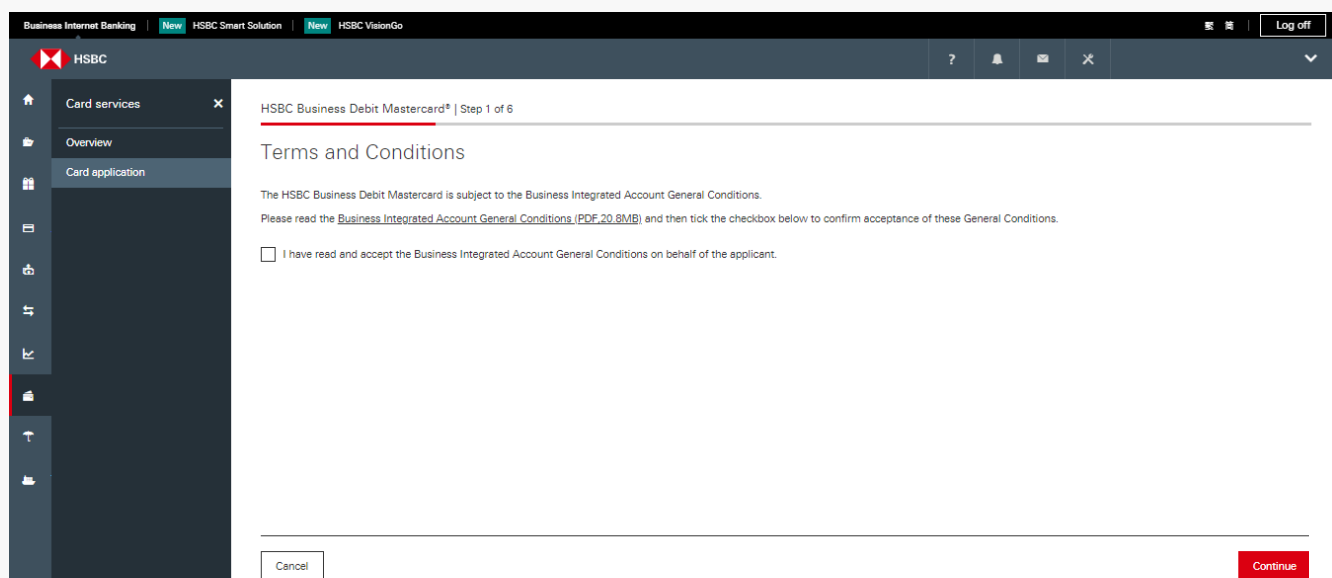 Business Internet Banking | New HSBC Smart Solution | New HSBC VisionGo 繁 简 | Log off
HSBC ?
Card services ×
Overview
Card application
HSBC Business Debit Mastercard® | Step 1 of 6
Terms and Conditions
The HSBC Business Debit Mastercard is subject to the Business Integrated Account General Conditions.
Please read the Business Integrated Account General Conditions (PDF,20.8MB) and then tick the checkbox below to confirm acceptance of these General Conditions.
I have read and accept the Business Integrated Account General Conditions on behalf of the applicant.
Cancel
Continue